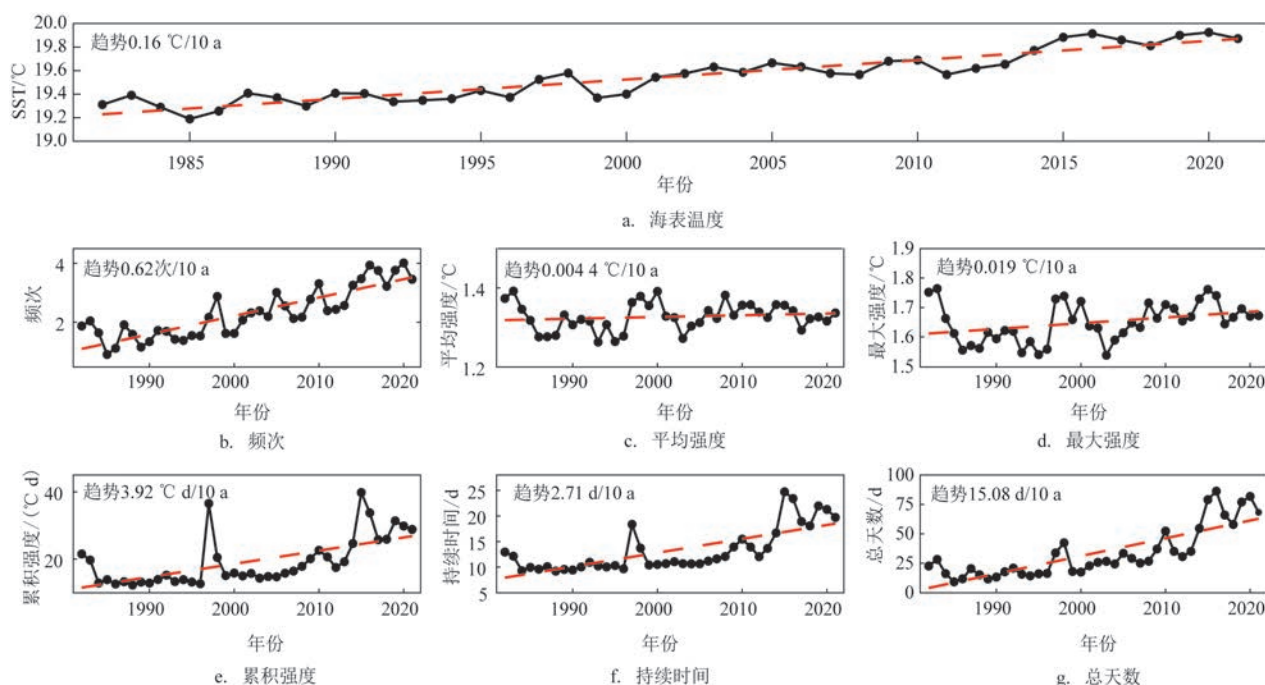 趋势0.16 ℃/10 a
SST/℃
20.0
19.8
19.6
19.4
19.2
19.0
1985
1990
1995
2000
2005
2010
2015
2020
年份
a. 海表温度
趋势0.62次/10 a
频次
4
2
1990
2000
2010
2020
年份
b. 频次
趋势0.004 4 ℃/10 a
平均强度/℃
1.4
1.2
1990
2000
2010
2020
年份
c. 平均强度
趋势0.019 ℃/10 a
最大强度/℃
1.9
1.8
1.7
1.6
1.5
1990
2000
2010
2020
年份
d. 最大强度
趋势3.92 ℃ d/10 a
累积强度/(℃ d)
40
20
1990
2000
2010
2020
年份
e. 累积强度
趋势2.71 d/10 a
持续时间/d
25
20
15
10
5
1990
2000
2010
2020
年份
f. 持续时间
趋势15.08 d/10 a
总天数/d
100
75
50
25
0
1990
2000
2010
2020
年份
g. 总天数